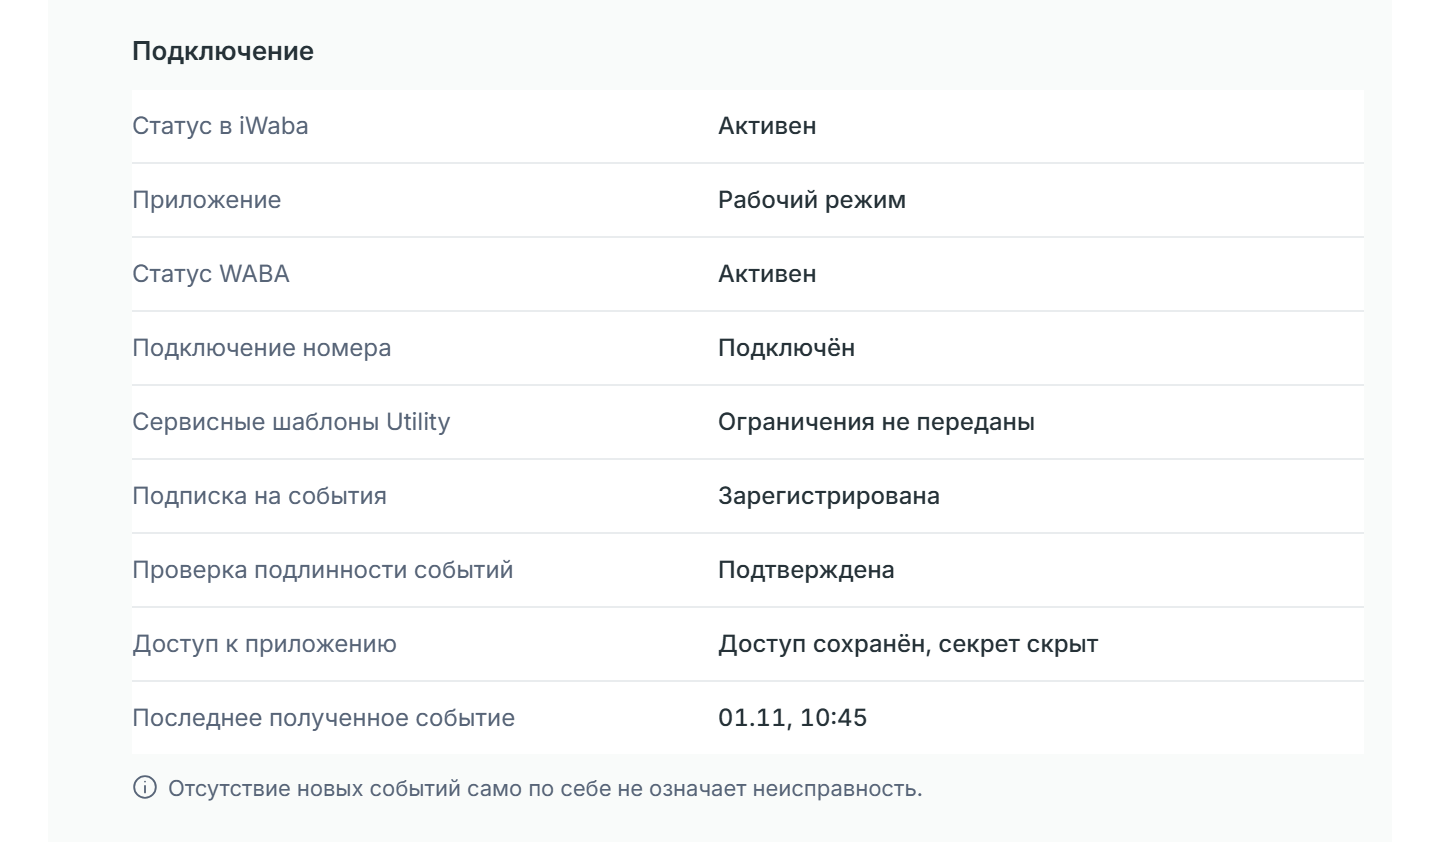 Подключение
Статус в iWaba Активен
Приложение Рабочий режим
Статус WABA Активен
Подключение номера Подключён
Сервисные шаблоны Utility Ограничения не переданы
Подписка на события Зарегистрирована
Проверка подлинности событий Подтверждена
Доступ к приложению Доступ сохранён, секрет скрыт
Последнее полученное событие 01.11, 10:45
Отсутствие новых событий само по себе не означает неисправность.